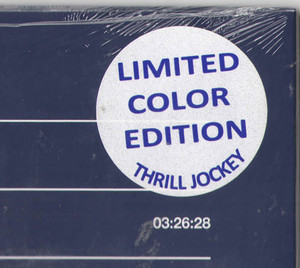 LIMITED
COLOR
EDITION
THRILL JOCKEY
03:26:28